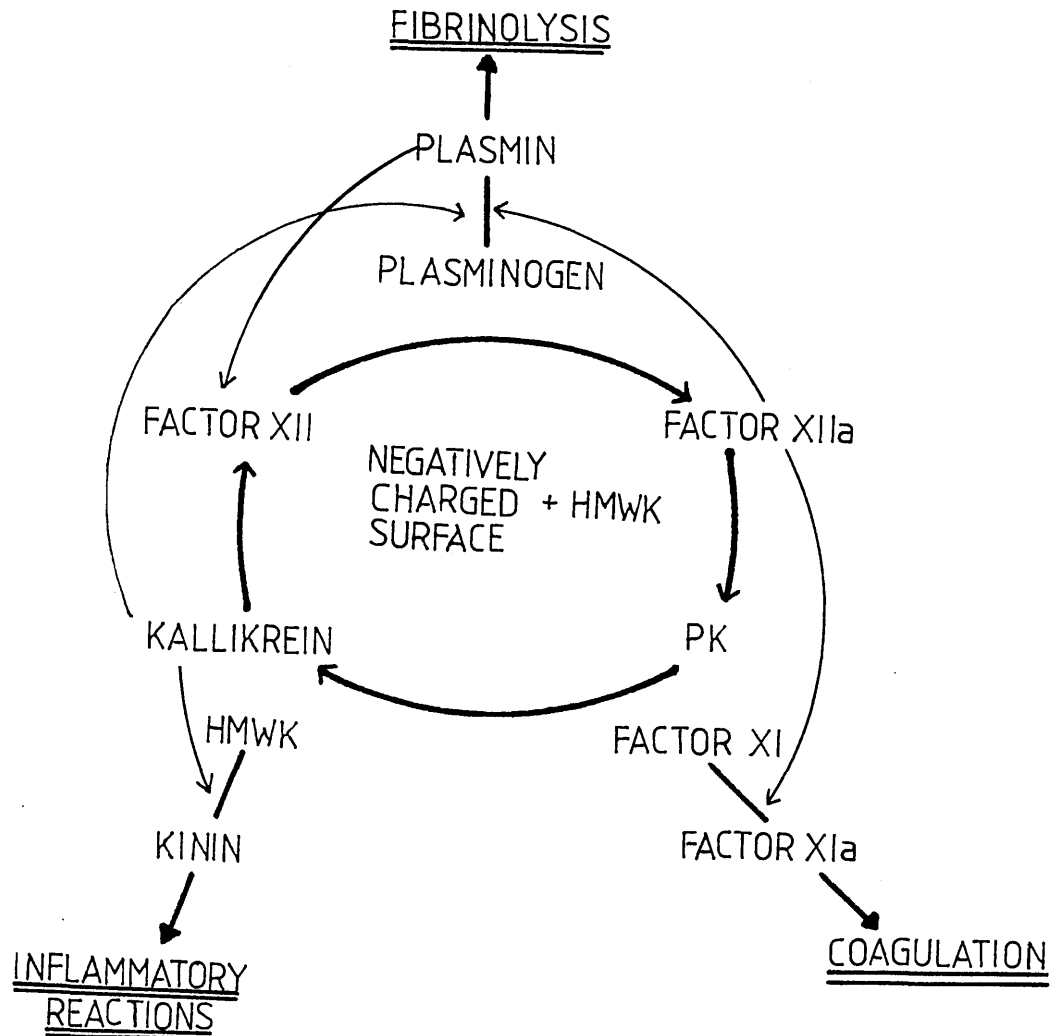 FIBRINOLYSIS
PLASMIN
PLASMINOGEN
FACTOR XII
FACTOR XIIa
NEGATIVELY
CHARGED + HMWK
SURFACE
KALLIKREIN
PK
HMWK
FACTOR XI
KININ
FACTOR XIa
INFLAMMATORY
REACTIONS
COAGULATION